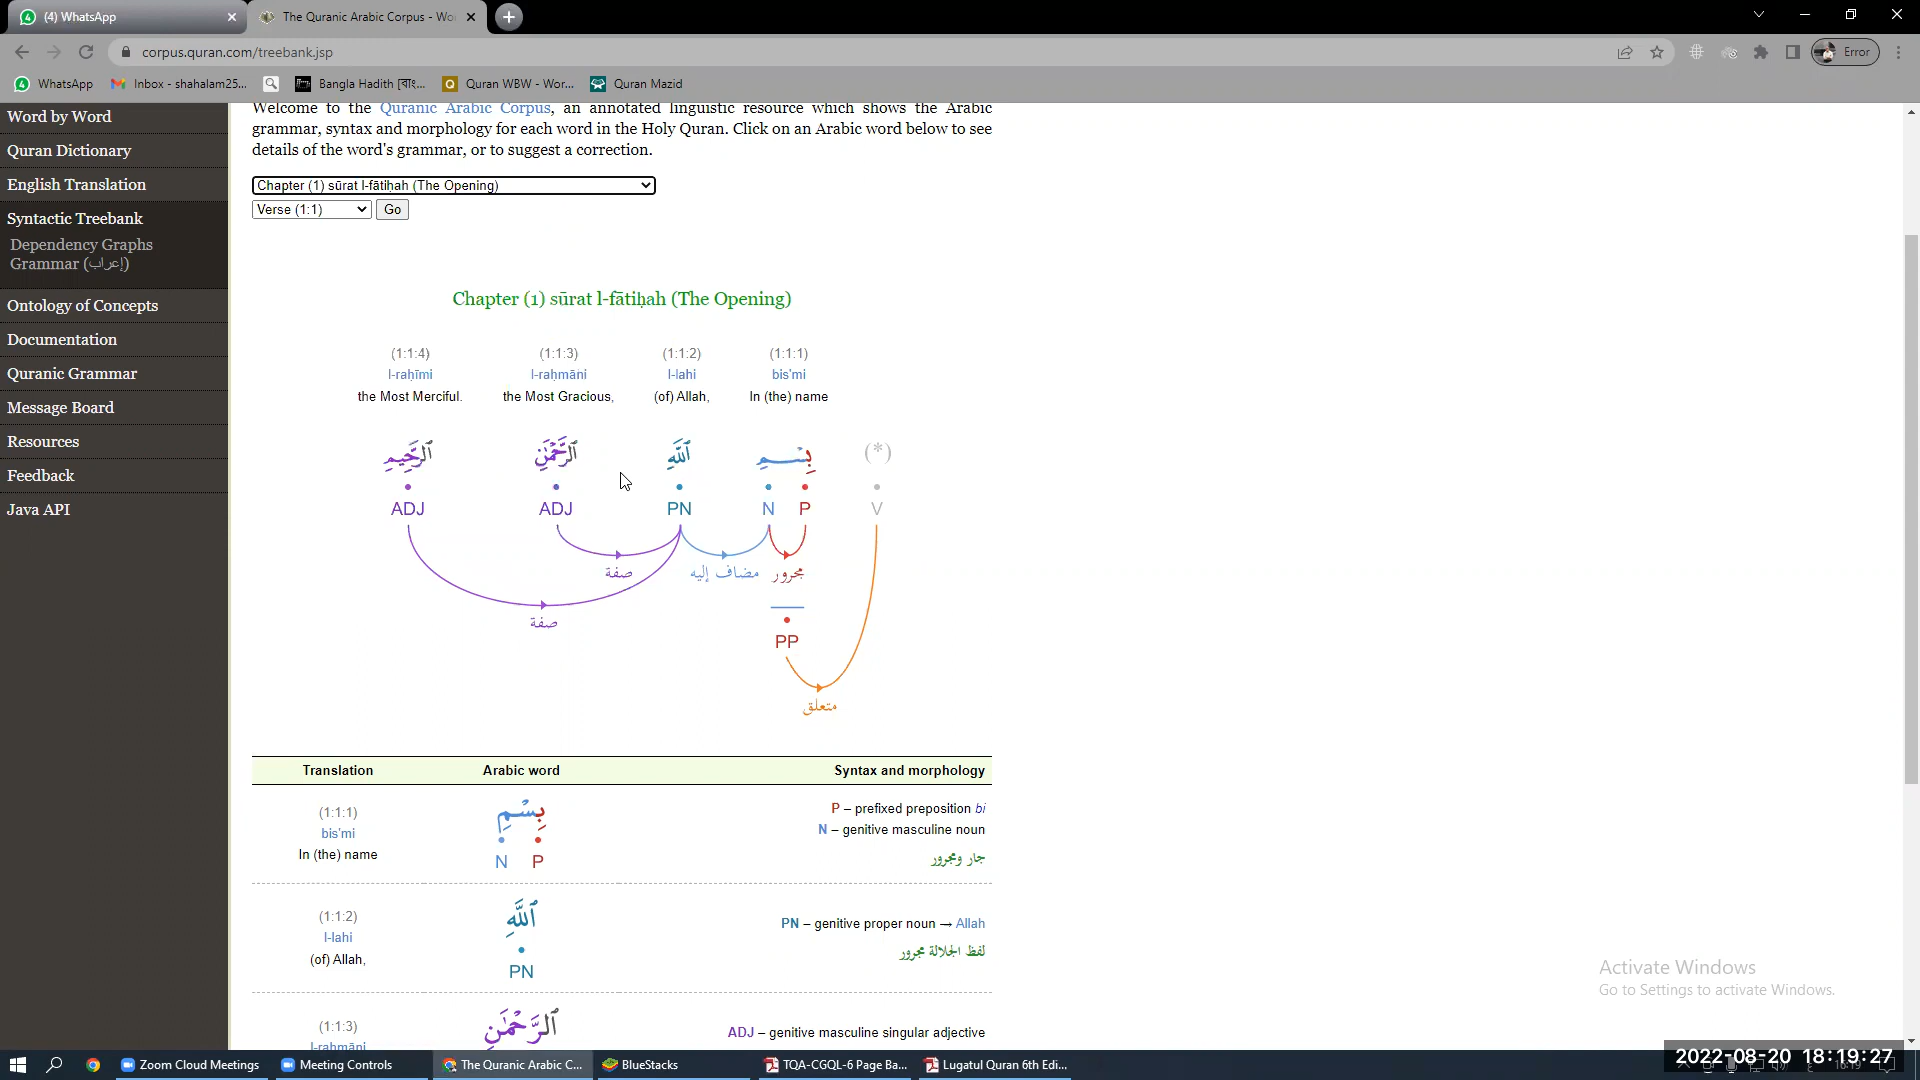 (4) WhatsApp
The Quranic Arabic Corpus - Wo
corpus.quran.com/treebank.jsp
Error
WhatsApp
Inbox - shahalam25...
Bangla Hadith [বাং...
Quran WBW - Wor...
Quran Mazid
Word by Word
Quran Dictionary
English Translation
Syntactic Treebank
Dependency Graphs
Grammar (إعراب)
Ontology of Concepts
Documentation
Quranic Grammar
Message Board
Resources
Feedback
Java API
Welcome to the Quranic Arabic Corpus, an annotated linguistic resource which shows the Arabic
grammar, syntax and morphology for each word in the Holy Quran. Click on an Arabic word below to see
details of the word's grammar, or to suggest a correction.
Chapter (1) sūrat l-fātiḥah (The Opening)
Verse (1:1) Go
Chapter (1) sūrat l-fātiḥah (The Opening)
(1:1:4) (1:1:3) (1:1:2) (1:1:1)
l-raḥīmi l-raḥmāni l-lahi bis'mi
the Most Merciful. the Most Gracious, (of) Allah, In (the) name
(*) بِسْمِ ٱللَّهِ ٱلرَّحْمَٰنِ ٱلرَّحِيمِ
ADJ ADJ PN N P V
صفة مضاف إليه مجرور
صفة
PP
متعلق
Translation Arabic word Syntax and morphology
(1:1:1)
bis'mi
In (the) name
بِسْمِ
N P
P – prefixed preposition bi
N – genitive masculine noun
جار ومجرور
(1:1:2)
l-lahi
(of) Allah,
ٱللَّهِ
PN
PN – genitive proper noun → Allah
لفظ الجلالة مجرور
(1:1:3)
l-raḥmāni
ٱلرَّحْمَٰنِ
ADJ – genitive masculine singular adjective
Activate Windows
Go to Settings to activate Windows.
Zoom Cloud Meetings
Meeting Controls
The Quranic Arabic C...
BlueStacks
TQA-CGQL-6 Page Ba...
Lugatul Quran 6th Edi...
2022-08-20 18:19:27